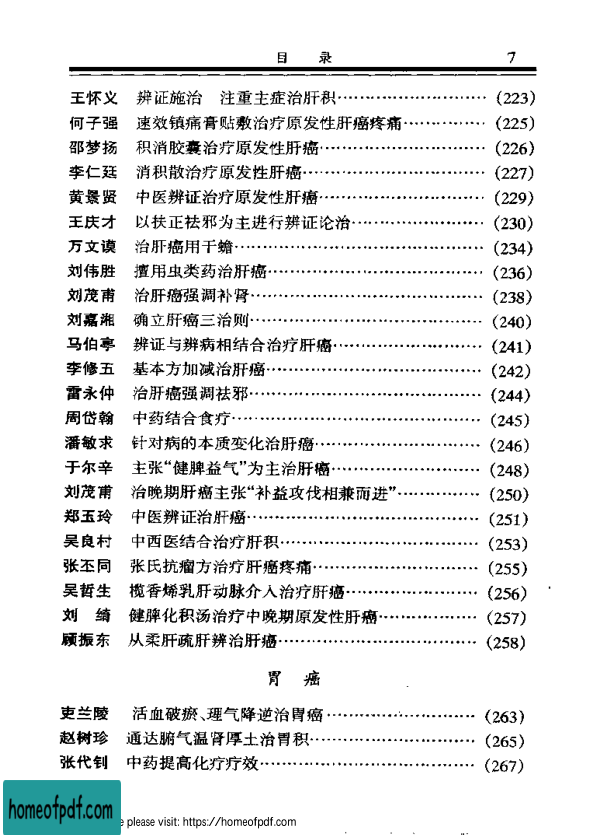 目 录 7
王怀义 辨证施治 注重主症治肝积……………………(223)
何子强 速效镇痛膏贴敷治疗原发性肝癌疼痛…………(225)
邵梦扬 积消胶囊治疗原发性肝癌……………………(226)
李仁廷 消积散治疗原发性肝癌………………………(227)
黄景贤 中医辨证治疗原发性肝癌……………………(229)
王庆才 以扶正祛邪为主进行辨证论治………………(230)
万文谟 治肝癌用干蟾…………………………………(234)
刘伟胜 擅用虫类药治肝癌……………………………(236)
刘茂甫 治肝癌强调补肾………………………………(238)
刘嘉湘 确立肝癌三治则………………………………(240)
马伯亭 辨证与辨病相结合治疗肝癌…………………(241)
李修五 基本方加减治肝癌……………………………(242)
雷永仲 治肝癌强调祛邪………………………………(244)
周岱翰 中药结合食疗…………………………………(245)
潘敏求 针对病的本质变化治肝癌……………………(246)
于尔辛 主张“健脾益气”为主治肝癌…………………(248)
刘茂甫 治晚期肝癌主张“补益攻伐相兼而进”…………(250)
郑玉玲 中医辨证治肝癌………………………………(251)
吴良村 中西医结合治疗肝积…………………………(253)
张丕同 张氏抗瘤方治疗肝癌疼痛……………………(255)
吴哲生 榄香烯乳肝动脉介入治疗肝癌………………(256)
刘 绮 健脾化积汤治疗中晚期原发性肝癌…………(257)
顾振东 从柔肝疏肝辨治肝癌…………………………(258)
胃 癌
吏兰陵 活血破瘀、理气降逆治胃癌…………………(263)
赵树珍 通达腑气温肾厚土治胃积……………………(265)
张代钊 中药提高化疗疗效……………………………(267)
homeofpdf.com
e please visit: https://homeofpdf.com